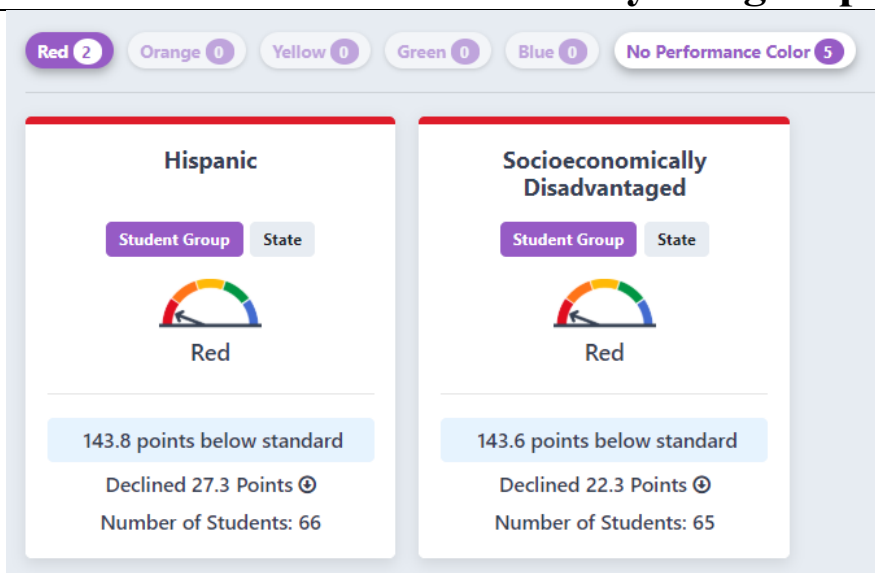 Red 2 Orange 0 Yellow 0 Green 0 Blue 0 No Performance Color 5
Hispanic
Student Group State
Red
143.8 points below standard
Declined 27.3 Points
Number of Students: 66
Socioeconomically
Disadvantaged
Student Group State
Red
143.6 points below standard
Declined 22.3 Points
Number of Students: 65